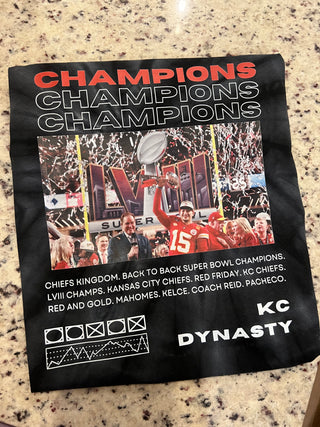 CHAMPIONS
CHAMPIONS
CHAMPIONS
LVIII
SUPER BOWL
15
CHIEFS KINGDOM. BACK TO BACK SUPER BOWL CHAMPIONS.
LVIII CHAMPS. KANSAS CITY CHIEFS. RED FRIDAY. KC CHIEFS.
RED AND GOLD. MAHOMES. KELCE. COACH REID. PACHECO.
KC
DYNASTY